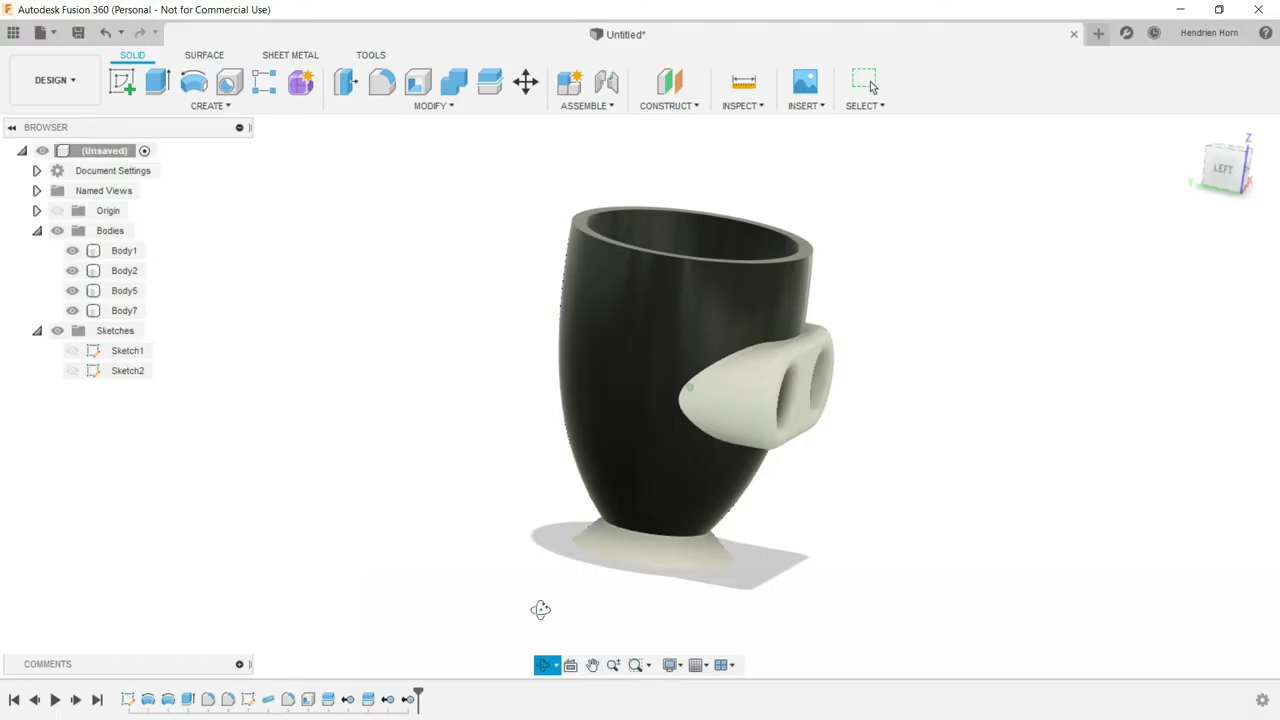 Autodesk Fusion 360 (Personal - Not for Commercial Use)
Untitled*
Hendrien Horn
SOLID SURFACE SHEET METAL TOOLS
DESIGN
CREATE MODIFY ASSEMBLE CONSTRUCT INSPECT INSERT SELECT
BROWSER
(Unsaved)
Document Settings
Named Views
Origin
Bodies
Body1
Body2
Body5
Body7
Sketches
Sketch1
Sketch2
Z
LEFT
Y
X
COMMENTS